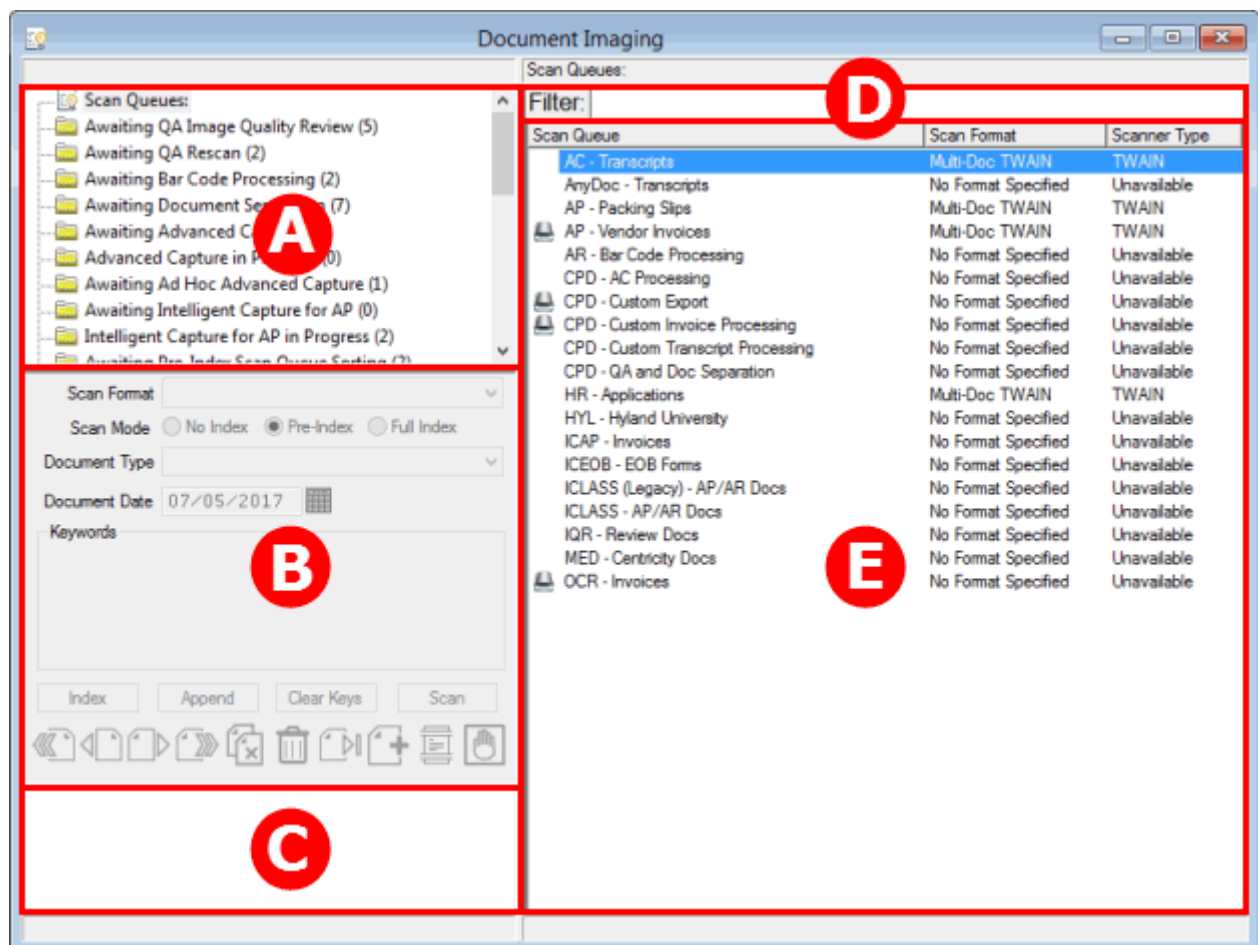 Document Imaging
Scan Queues:
D
Scan Queues:
Awaiting QA Image Quality Review (5)
Awaiting QA Rescan (2)
Awaiting Bar Code Processing (2)
Awaiting Document (7)
Awaiting Advanced
Advanced Capture in (0)
Awaiting Ad Hoc Advanced Capture (1)
Awaiting Intelligent Capture for AP (0)
Intelligent Capture for AP in Progress (2)
Awaiting Pre-Index Scan Queue Sorting (2)
A
Scan Format
Scan Mode No Index Pre-Index Full Index
Document Type
Document Date 07/05/2017
Keywords
B
Index Append Clear Keys Scan
C
Filter:
Scan Queue Scan Format Scanner Type
AC - Transcripts Multi-Doc TWAIN TWAIN
AnyDoc - Transcripts No Format Specified Unavailable
AP - Packing Slips Multi-Doc TWAIN TWAIN
AP - Vendor Invoices Multi-Doc TWAIN TWAIN
AR - Bar Code Processing No Format Specified Unavailable
CPD - AC Processing No Format Specified Unavailable
CPD - Custom Export No Format Specified Unavailable
CPD - Custom Invoice Processing No Format Specified Unavailable
CPD - Custom Transcript Processing No Format Specified Unavailable
CPD - QA and Doc Separation No Format Specified Unavailable
HR - Applications Multi-Doc TWAIN TWAIN
HYL - Hyland University No Format Specified Unavailable
ICAP - Invoices No Format Specified Unavailable
ICEOB - EOB Forms No Format Specified Unavailable
ICLASS (Legacy) - AP/AR Docs No Format Specified Unavailable
ICLASS - AP/AR Docs No Format Specified Unavailable
IQR - Review Docs No Format Specified Unavailable
MED - Centricity Docs No Format Specified Unavailable
OCR - Invoices No Format Specified Unavailable
E